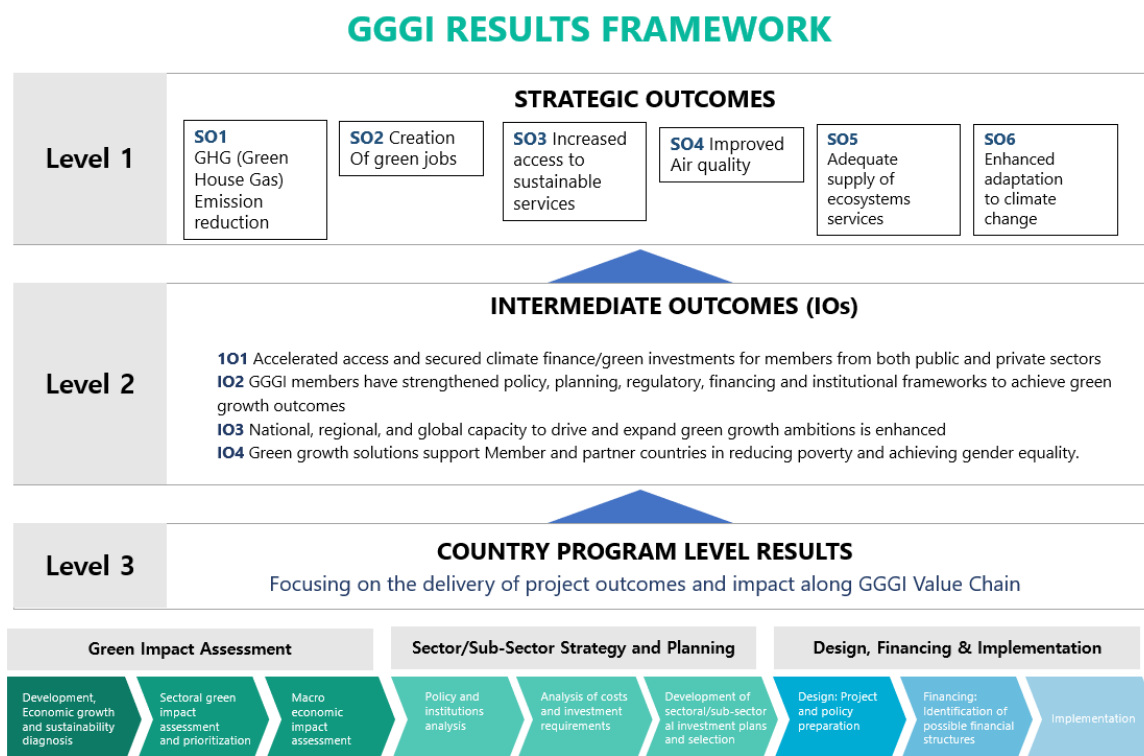 GGGI RESULTS FRAMEWORK
Level 1
STRATEGIC OUTCOMES
SO1
GHG (Green
House Gas)
Emission
reduction
SO2 Creation
Of green jobs
SO3 Increased
access to
sustainable
services
SO4 Improved
Air quality
SO5
Adequate
supply of
ecosystems
services
SO6
Enhanced
adaptation
to climate
change
Level 2
INTERMEDIATE OUTCOMES (IOs)
1O1 Accelerated access and secured climate finance/green investments for members from both public and private sectors
IO2 GGGI members have strengthened policy, planning, regulatory, financing and institutional frameworks to achieve green
growth outcomes
IO3 National, regional, and global capacity to drive and expand green growth ambitions is enhanced
IO4 Green growth solutions support Member and partner countries in reducing poverty and achieving gender equality.
Level 3
COUNTRY PROGRAM LEVEL RESULTS
Focusing on the delivery of project outcomes and impact along GGGI Value Chain
Green Impact Assessment
Development,
Economic growth
and sustainability
diagnosis
Sectoral green
impact
assessment
and prioritization
Macro
economic
impact
assessment
Sector/Sub-Sector Strategy and Planning
Policy and
institutions
analysis
Analysis of costs
and investment
requirements
Development of
sectoral/sub-sector
al investment plans
and selection
Design, Financing & Implementation
Design: Project
and policy
preparation
Financing:
Identification of
possible financial
structures
Implementation